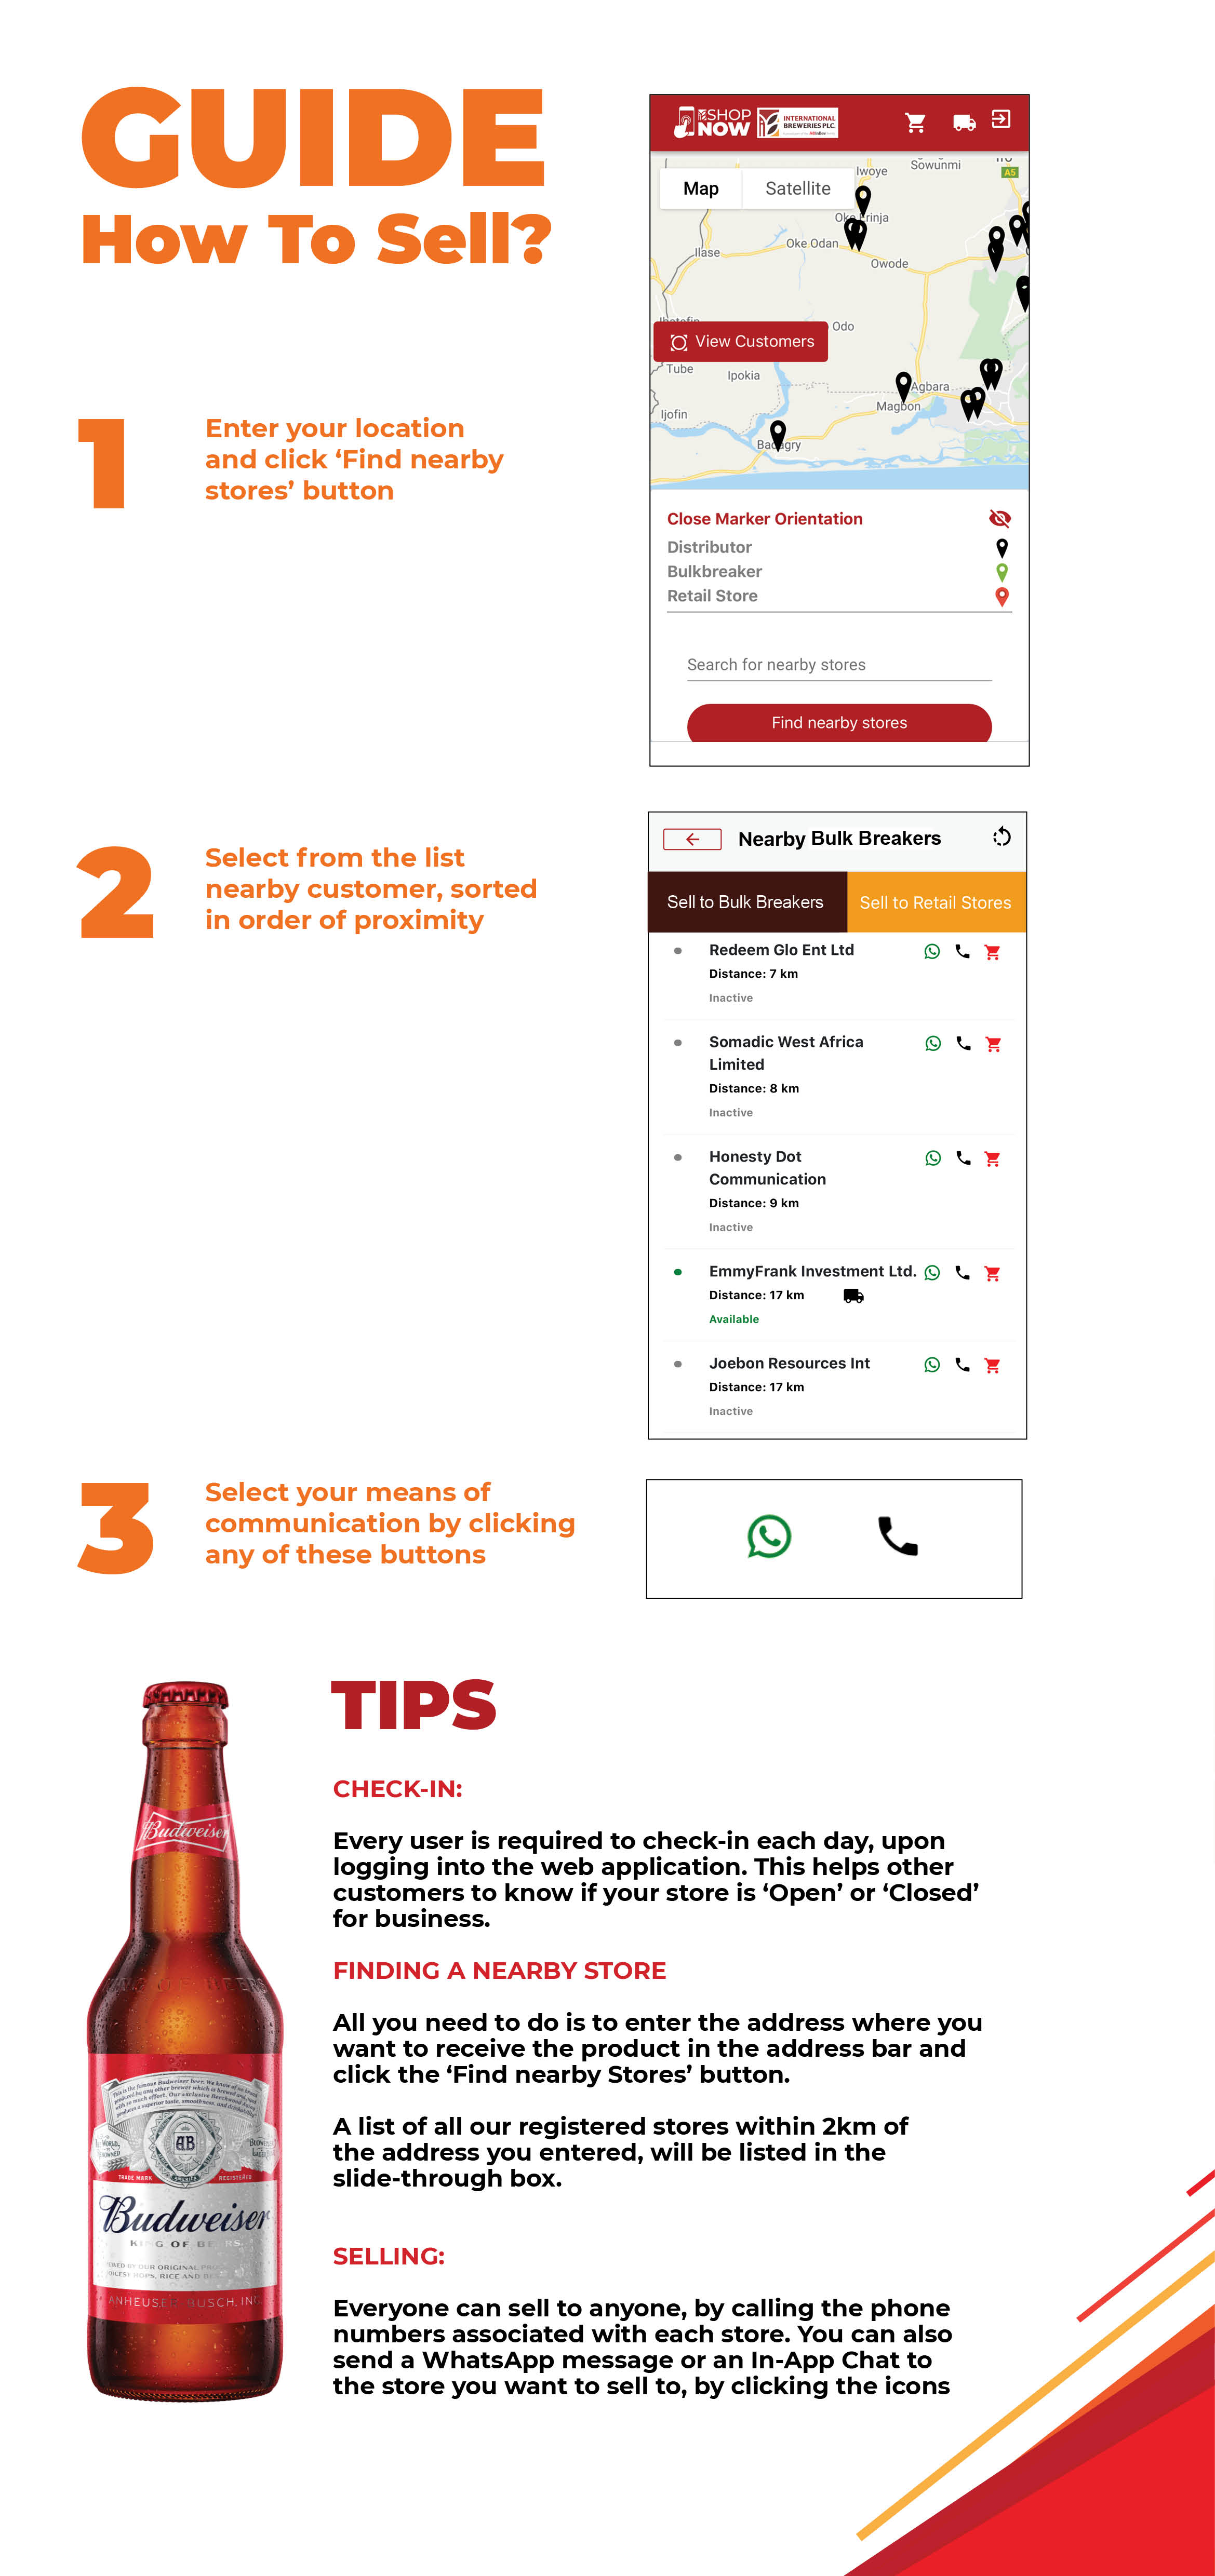 GUIDE
How To Sell?
SHOP
NOW
INTERNATIONAL
BREWERIES PLC.
Map
Satellite
Iwoye
Sowunmi
A5
Oke Odan
Ilase
Owode
Odo
View Customers
Tube
Ipokia
Agbara
Magbon
Ijofin
Badagry
1
Enter your location
and click ‘Find nearby
stores’ button
Close Marker Orientation
Distributor
Bulkbreaker
Retail Store
Search for nearby stores
Find nearby stores
2
Select from the list
nearby customer, sorted
in order of proximity
Nearby Bulk Breakers
Sell to Bulk Breakers
Sell to Retail Stores
Redeem Glo Ent Ltd
Distance: 7 km
Inactive
Somadic West Africa
Limited
Distance: 8 km
Inactive
Honesty Dot
Communication
Distance: 9 km
Inactive
EmmyFrank Investment Ltd.
Distance: 17 km
Available
Joebon Resources Int
Distance: 17 km
Inactive
3
Select your means of
communication by clicking
any of these buttons
TIPS
CHECK-IN:
Every user is required to check-in each day, upon
logging into the web application. This helps other
customers to know if your store is ‘Open’ or ‘Closed’
for business.
FINDING A NEARBY STORE
All you need to do is to enter the address where you
want to receive the product in the address bar and
click the ‘Find nearby Stores’ button.
A list of all our registered stores within 2km of
the address you entered, will be listed in the
slide-through box.
SELLING:
Everyone can sell to anyone, by calling the phone
numbers associated with each store. You can also
send a WhatsApp message or an In-App Chat to
the store you want to sell to, by clicking the icons
Budweiser
AB
TRADE MARK
REGISTERED
AMERICA
Budweiser
KING OF BEERS
ANHEUSER BUSCH, INC.